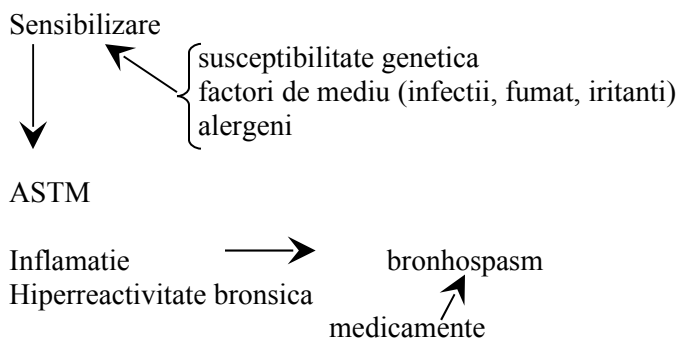 Sensibilizare
susceptibilitate genetica
factori de mediu (infectii, fumat, iritanti)
alergeni
ASTM
Inflamatie
bronhospasm
Hiperreactivitate bronsica
medicamente